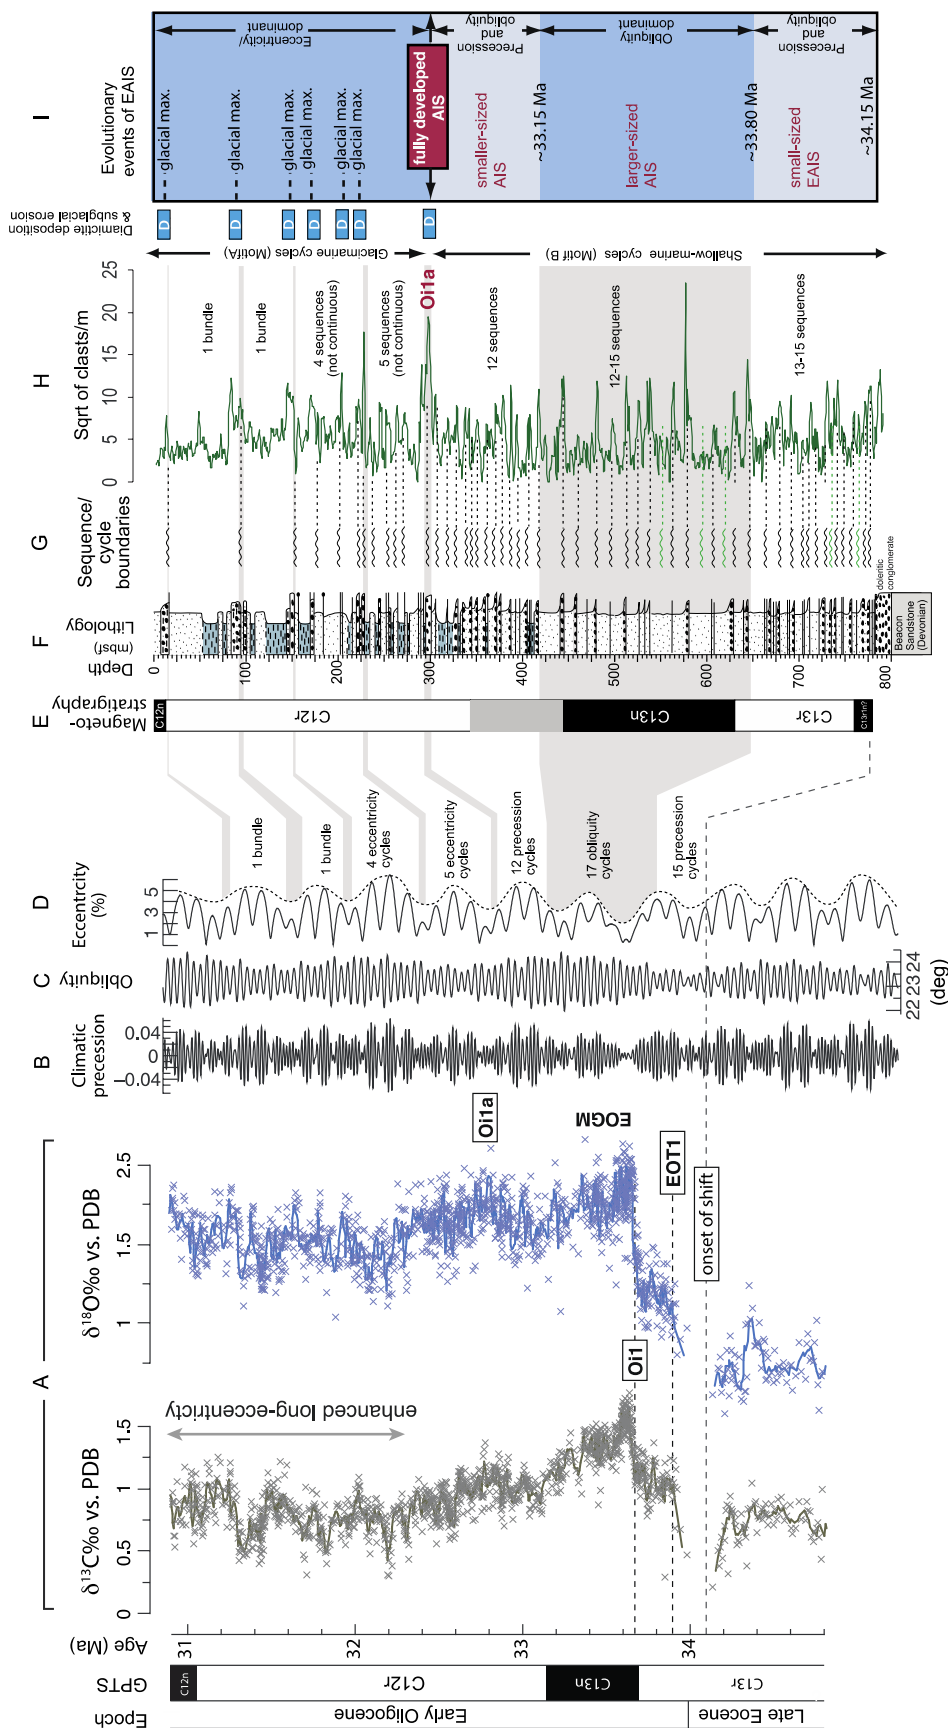 A
B
C
D
E
F
G
H
I
Epoch
GPTS
Age (Ma)
δ¹³C‰ vs. PDB
δ¹⁸O‰ vs. PDB
Climatic
precession
Obliquity
Eccentrcity
(%)
Magneto-
stratigraphy
Depth
(mbsf)
Lithology
Sequence/
cycle
boundaries
Sqrt of clasts/m
Diamictite deposition
& subglacial erosion
Evolutionary
events of EAIS
Early Oligocene
Late Eocene
C12n
C12r
C13n
C13r
31
32
33
34
0
0.5
1
1.5
enhanced long-eccentricty
1
1.5
2
2.5
Oi1
EOT1
onset of shift
EOGM
Oi1a
−0.04
0
0.04
22
23
24
(deg)
1
3
5
1 bundle
1 bundle
4 eccentricity
cycles
5 eccentricity
cycles
12 precession
cycles
17 obliquity
cycles
15 precession
cycles
C12n
C12r
C13n
C13r
C13r1n?
0
100
200
300
400
500
600
700
800
Beacon
Sandstone
(Devonian)
doleritic
conglomerate
0
5
10
15
20
25
1 bundle
1 bundle
4 sequences
(not continuous)
5 sequences
(not continuous)
Oi1a
12 sequences
12-15 sequences
13-15 sequences
Glacimarine cycles (MotifA)
Shallow-marine cycles (Motif B)
D
D
D
D
D
D
D
glacial max.
glacial max.
glacial max.
glacial max.
glacial max.
glacial max.
fully developed
AIS
smaller-sized
AIS
~33.15 Ma
larger-sized
AIS
~33.80 Ma
small-sized
EAIS
~34.15 Ma
Eccentricity/
dominant
Precession
and
obliquity
Obliquity
dominant
Precession
and
obliquity